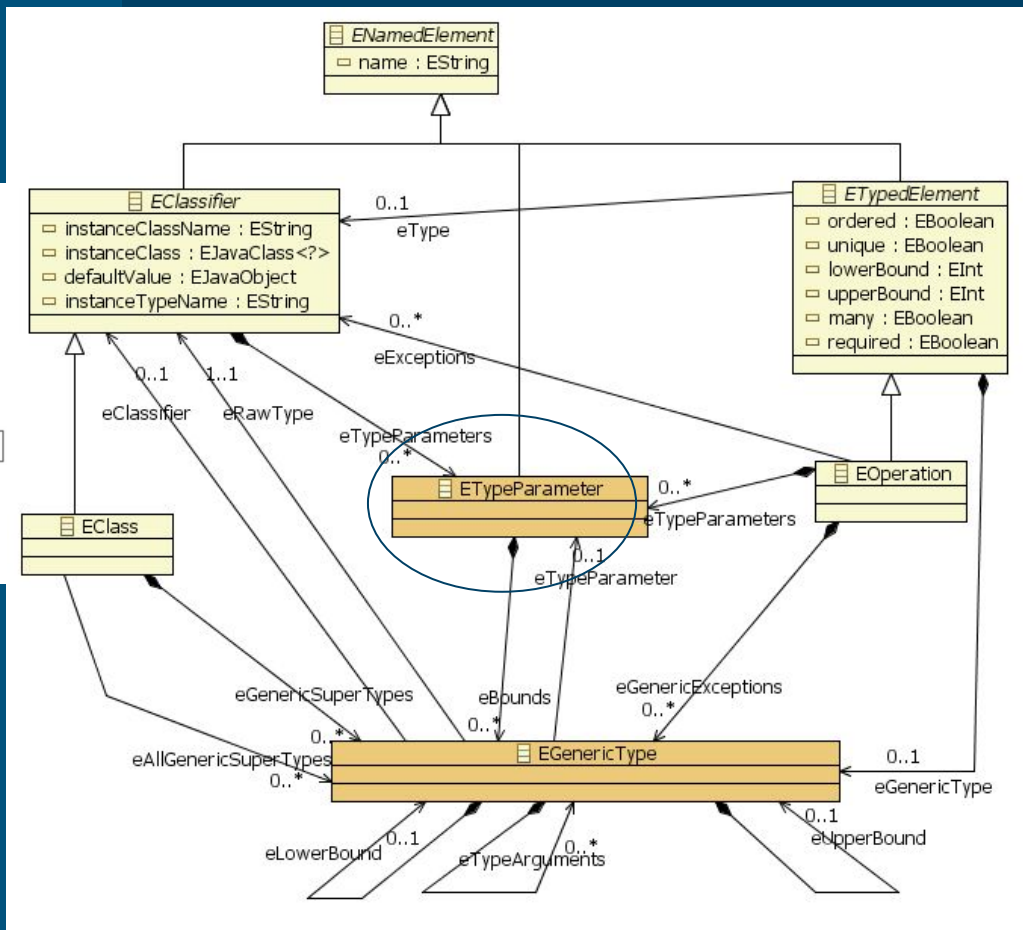 ENamedElement
name : EString
EClassifier
instanceClassName : EString
instanceClass : EJavaClass<?>
defaultValue : EJavaObject
instanceTypeName : EString
0..1
eType
ETypedElement
ordered : EBoolean
unique : EBoolean
lowerBound : EInt
upperBound : EInt
many : EBoolean
required : EBoolean
0..*
eExceptions
0..1
eClassifier
1..1
eRawType
eTypeParameters
0..*
ETypeParameter
0..*
eTypeParameters
EOperation
EClass
0..1
eTypeParameter
eGenericSuperTypes
0..*
eBounds
0..*
eGenericExceptions
0..*
eAllGenericSuperTypes
0..*
EGenericType
0..1
eGenericType
eLowerBound
0..1
eTypeArguments
0..*
0..1
eUpperBound